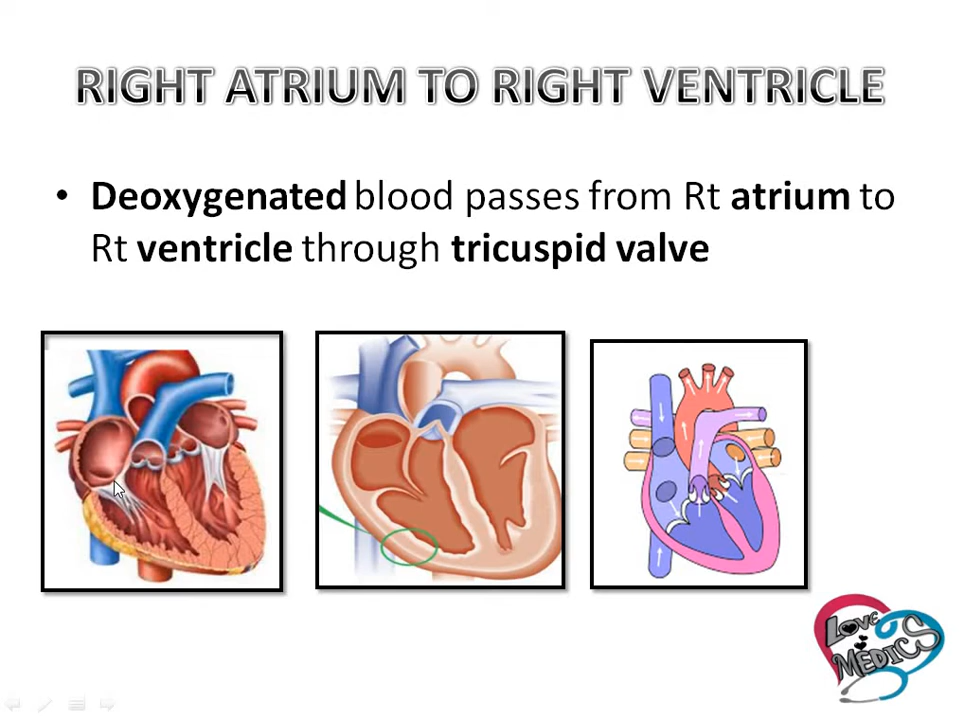 RIGHT ATRIUM TO RIGHT VENTRICLE
• Deoxygenated blood passes from Rt atrium to
Rt ventricle through tricuspid valve
LOVE
MEDICS